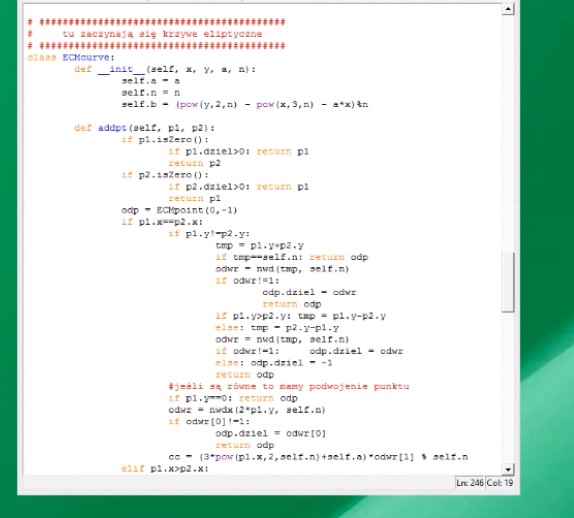 # #########################################
#     tu zaczynają się krzywe eliptyczne
# #########################################
class ECMcurve:
        def __init__(self, x, y, a, n):
                self.a = a
                self.n = n
                self.b = (pow(y,2,n) - pow(x,3,n) - a*x)%n
        def addpt(self, p1, p2):
                if p1.isZero():
                        if p1.dziel>0: return p1
                        return p2
                if p2.isZero():
                        if p2.dziel>0: return p1
                        return p1
                odp = ECMpoint(0,-1)
                if p1.x==p2.x:
                        if p1.y!=p2.y:
                                tmp = p1.y+p2.y
                                if tmp==self.n: return odp
                                odwr = nwd(tmp, self.n)
                                if odwr!=1:
                                        odp.dziel = odwr
                                        return odp
                                if p1.y>p2.y: tmp = p1.y-p2.y
                                else: tmp = p2.y-p1.y
                                odwr = nwd(tmp, self.n)
                                if odwr!=1:     odp.dziel = odwr
                                else: odp.dziel = -1
                                return odp
                        #jeśli są równe to mamy podwojenie punktu
                        if p1.y==0: return odp
                        odwr = nwdx(2*p1.y, self.n)
                        if odwr[0]!=1:
                                odp.dziel = odwr[0]
                                return odp
                        cc = (3*pow(p1.x,2,self.n)+self.a)*odwr[1] % self.n
                elif p1.x>p2.x:
Ln: 246 Col: 19